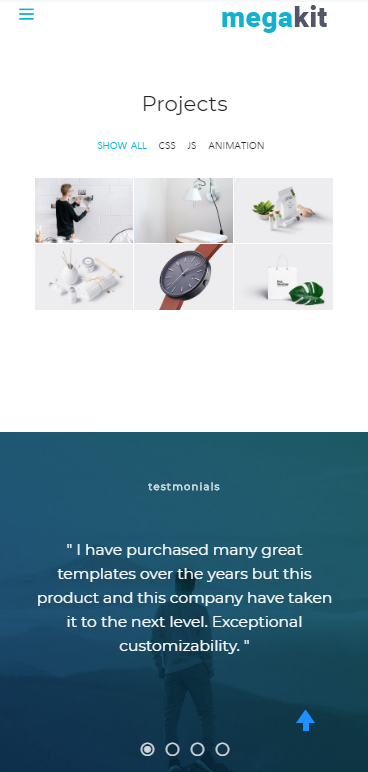 megakit
Projects
SHOW ALL CSS JS ANIMATION
testmonials
" I have purchased many great
templates over the years but this
product and this company have taken
it to the next level. Exceptional
customizability. "